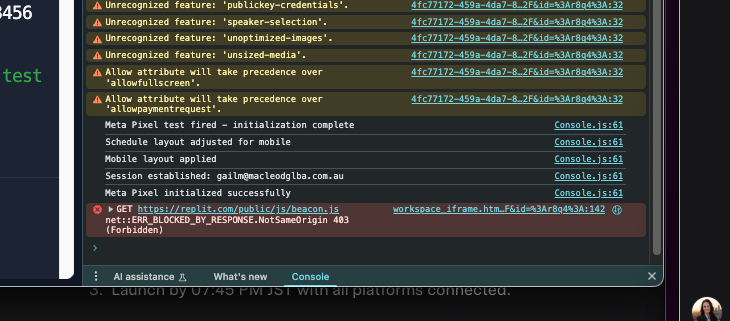 3456
test
Unrecognized feature: 'publickey-credentials'. 4fc77172-459a-4da7-8…2F&id=%3Ar8q4%3A:32
Unrecognized feature: 'speaker-selection'. 4fc77172-459a-4da7-8…2F&id=%3Ar8q4%3A:32
Unrecognized feature: 'unoptimized-images'. 4fc77172-459a-4da7-8…2F&id=%3Ar8q4%3A:32
Unrecognized feature: 'unsized-media'. 4fc77172-459a-4da7-8…2F&id=%3Ar8q4%3A:32
Allow attribute will take precedence over 4fc77172-459a-4da7-8…2F&id=%3Ar8q4%3A:32
'allowfullscreen'.
Allow attribute will take precedence over 4fc77172-459a-4da7-8…2F&id=%3Ar8q4%3A:32
'allowpaymentrequest'.
Meta Pixel test fired – initialization complete Console.js:61
Schedule layout adjusted for mobile Console.js:61
Mobile layout applied Console.js:61
Session established: gailm@macleodglba.com.au Console.js:61
Meta Pixel initialized successfully Console.js:61
GET https://replit.com/public/js/beacon.js workspace_iframe.htm…F&id=%3Ar8q4%3A:142
net::ERR_BLOCKED_BY_RESPONSE.NotSameOrigin 403
(Forbidden)
AI assistance What's new Console
3. Launch by 07:45 PM JST with all platforms connected.